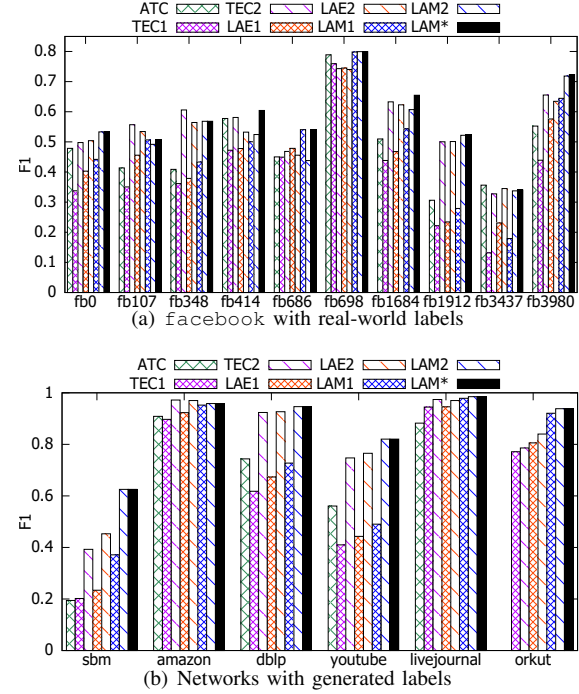 ATC TEC2 LAE2 LAM2
TEC1 LAE1 LAM1 LAM*
0.8
0.7
0.6
0.5
0.4
0.3
0.2
0.1
0
F1
fb0 fb107 fb348 fb414 fb686 fb698 fb1684 fb1912 fb3437 fb3980
(a) facebook with real-world labels
ATC TEC2 LAE2 LAM2
TEC1 LAE1 LAM1 LAM*
1
0.8
0.6
0.4
0.2
0
F1
sbm amazon dblp youtube livejournal orkut
(b) Networks with generated labels